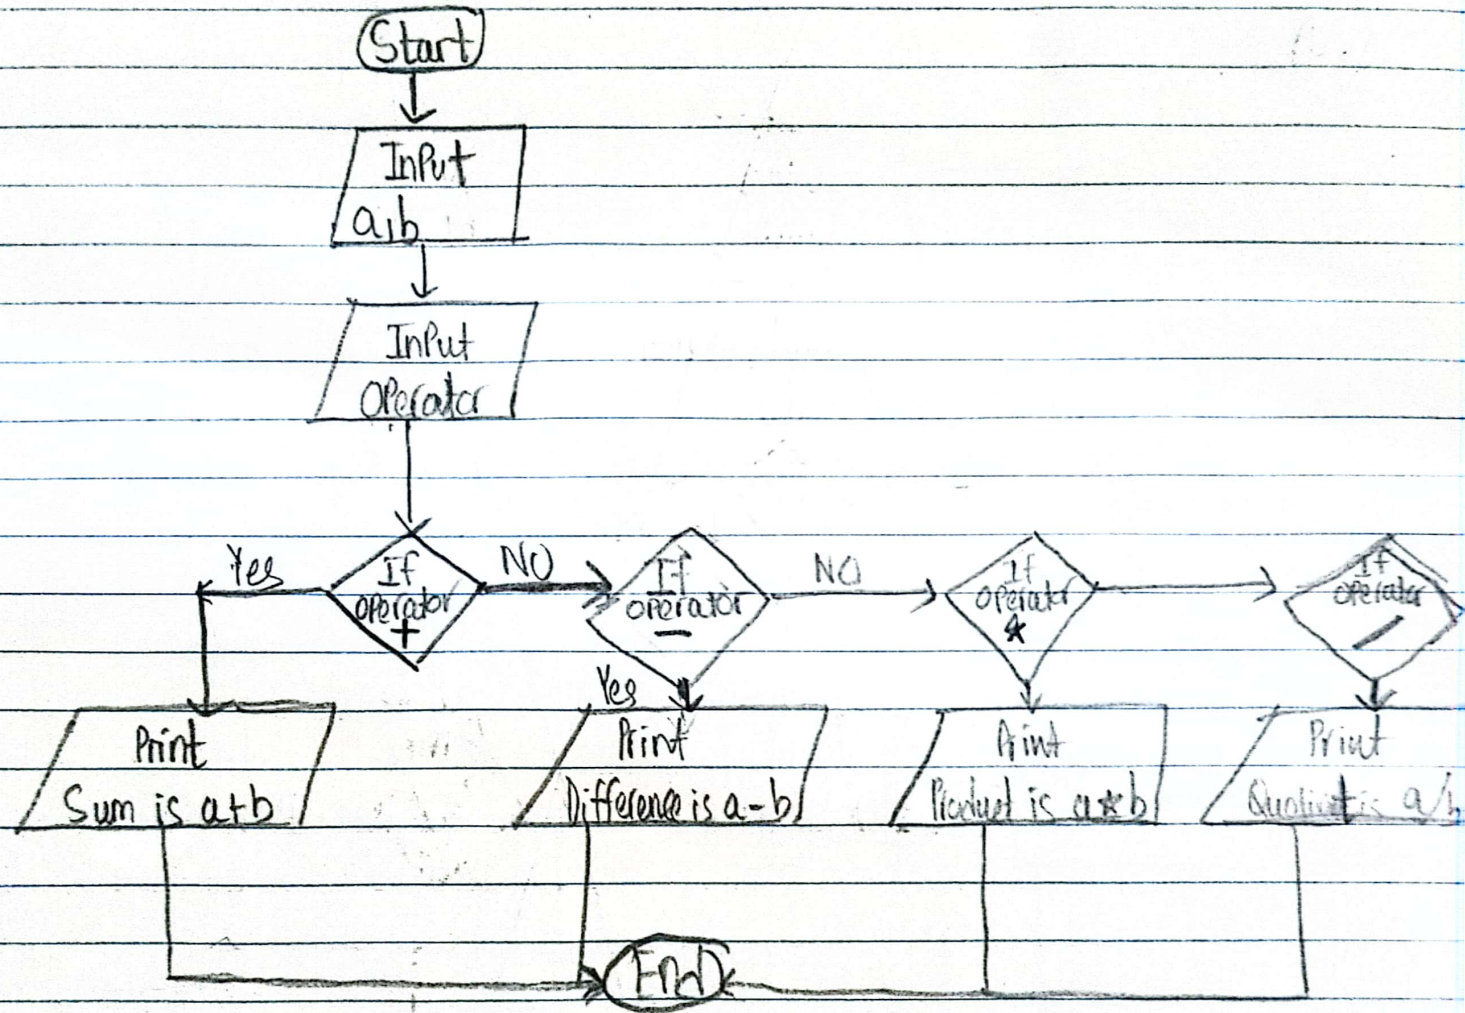 Start
Input
a,b
Input
Operator
Yes
If
operator
+
NO
If
operator
-
NO
If
operator
*
If
operator
/
Yes
Print
Sum is a+b
Print
Difference is a-b
Print
Product is a*b
Print
is a/b
End